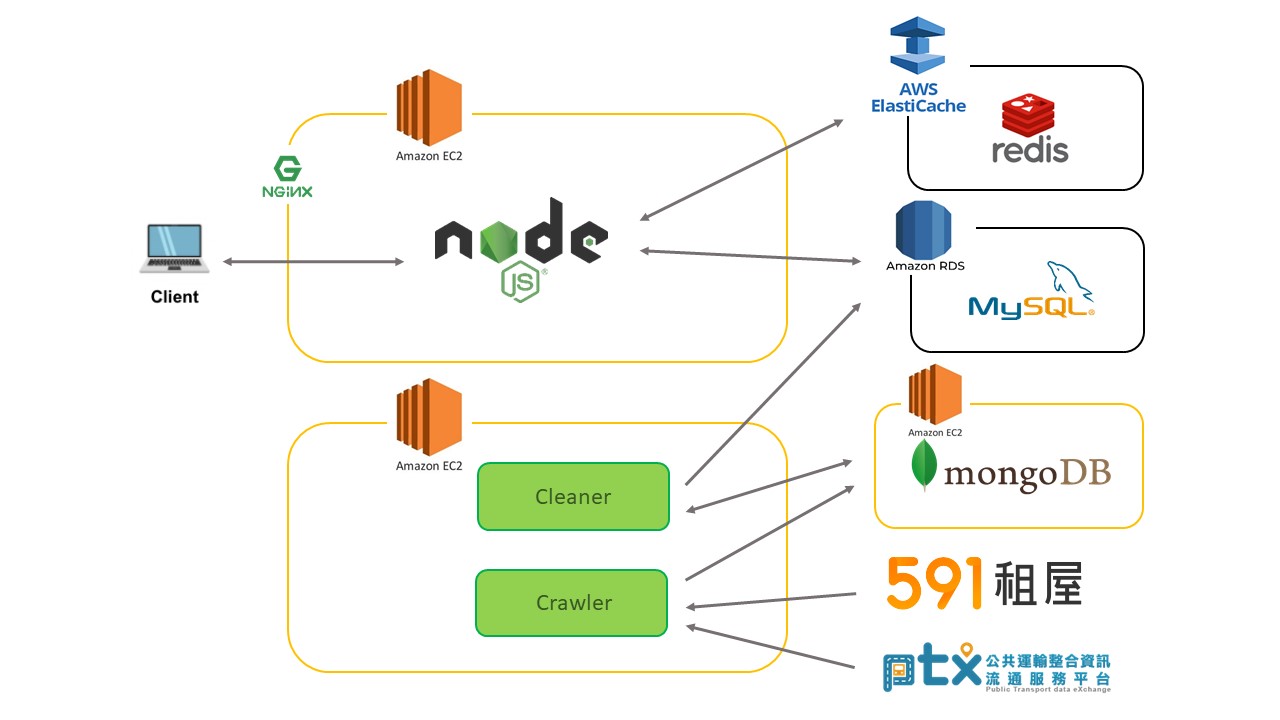 AWS
ElastiCache
redis
Amazon EC2
NGiNX
node
JS®
Client
Amazon RDS
MySQL®
Amazon EC2
Cleaner
Crawler
Amazon EC2
mongoDB
591租屋
ptx 公共運輸整合資訊
流通服務平台
Public Transport data eXchange